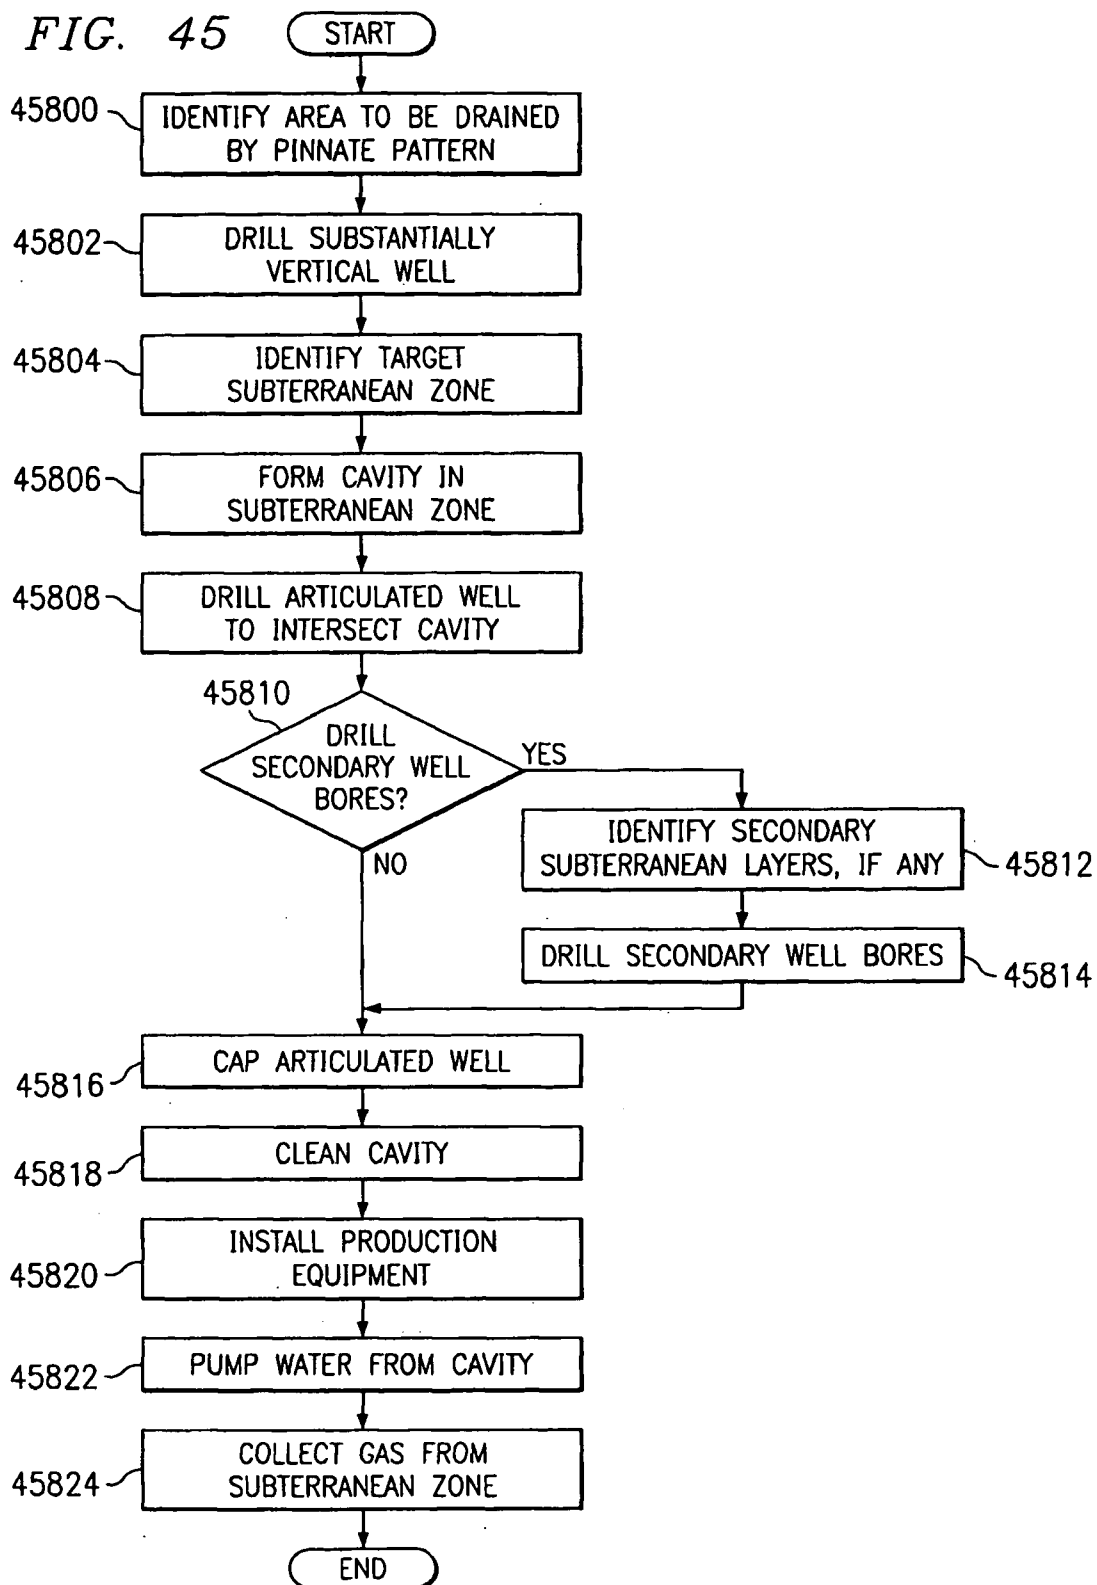 FIG. 45
START
45800
IDENTIFY AREA TO BE DRAINED
BY PINNATE PATTERN
45802
DRILL SUBSTANTIALLY
VERTICAL WELL
45804
IDENTIFY TARGET
SUBTERRANEAN ZONE
45806
FORM CAVITY IN
SUBTERRANEAN ZONE
45808
DRILL ARTICULATED WELL
TO INTERSECT CAVITY
45810
DRILL
SECONDARY WELL
BORES?
YES
NO
IDENTIFY SECONDARY
SUBTERRANEAN LAYERS, IF ANY
45812
DRILL SECONDARY WELL BORES
45814
CAP ARTICULATED WELL
45816
CLEAN CAVITY
45818
INSTALL PRODUCTION
EQUIPMENT
45820
PUMP WATER FROM CAVITY
45822
COLLECT GAS FROM
SUBTERRANEAN ZONE
45824
END